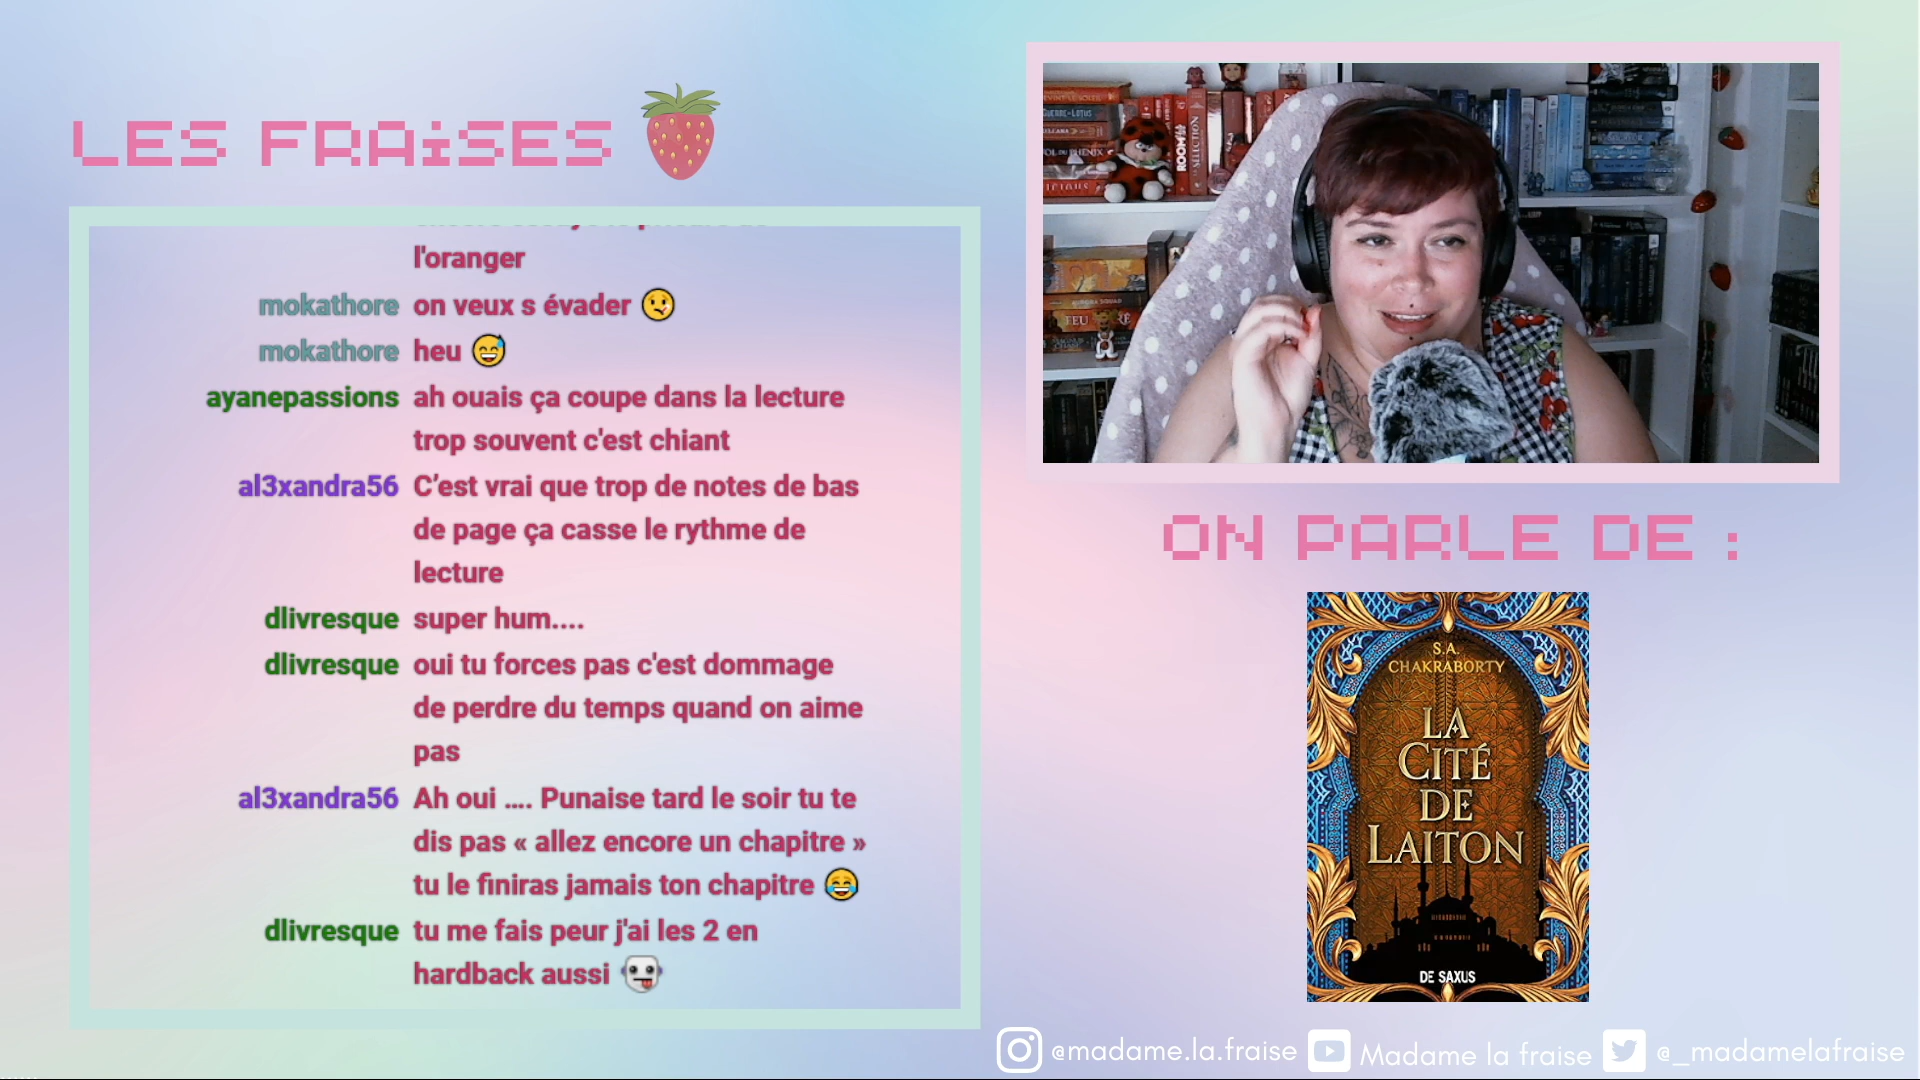 LES FRAiSES
l'oranger
mokathore on veux s évader
mokathore heu
ayanepassions ah ouais ça coupe dans la lecture
trop souvent c'est chiant
al3xandra56 C’est vrai que trop de notes de bas
de page ça casse le rythme de
lecture
dlivresque super hum....
dlivresque oui tu forces pas c'est dommage
de perdre du temps quand on aime
pas
al3xandra56 Ah oui .... Punaise tard le soir tu te
dis pas « allez encore un chapitre »
tu le finiras jamais ton chapitre
dlivresque tu me fais peur j'ai les 2 en
hardback aussi
GUERRE-LOTUS
ROOM
SELECTION
FEU
ON PARLE DE :
S.A.
CHAKRABORTY
LA
CITÉ
DE
LAITON
DE SAXUS
@madame.la.fraise Madame la fraise @_madamelafraise